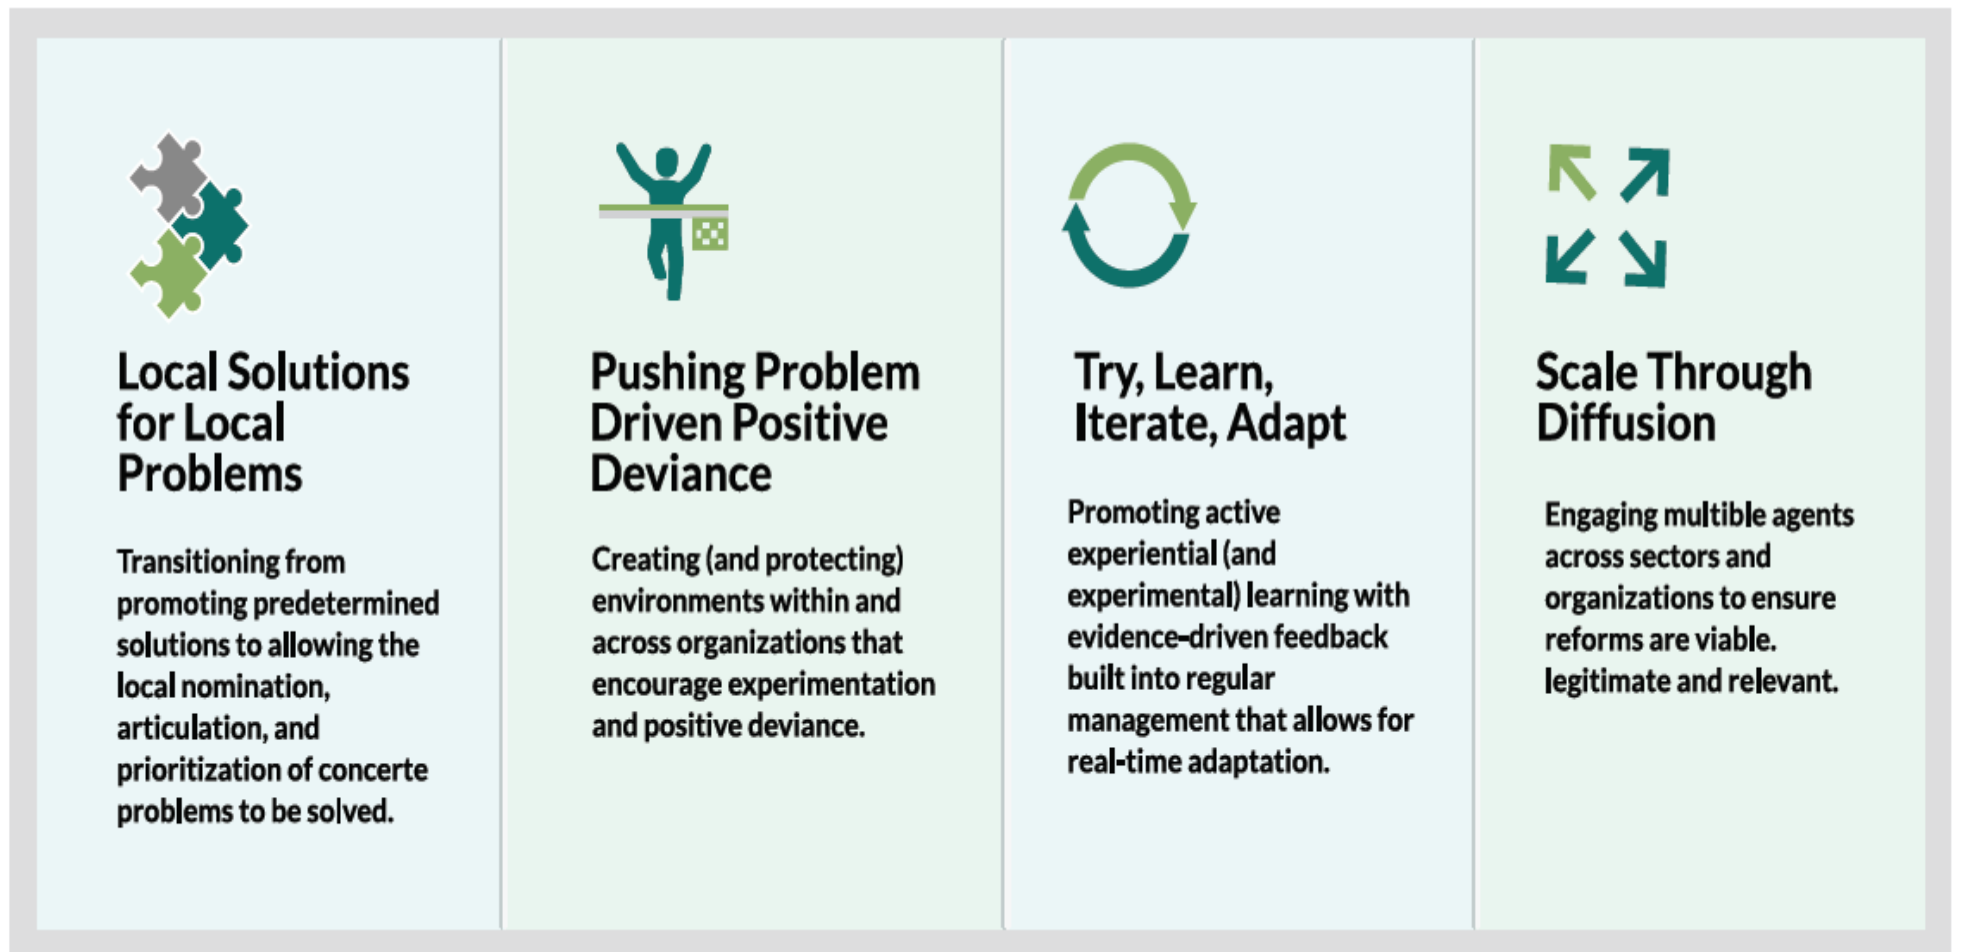 Local Solutions
for Local
Problems
Transitioning from
promoting predetermined
solutions to allowing the
local nomination,
articulation, and
prioritization of concerte
problems to be solved.
Pushing Problem
Driven Positive
Deviance
Creating (and protecting)
environments within and
across organizations that
encourage experimentation
and positive deviance.
Try, Learn,
Iterate, Adapt
Promoting active
experiential (and
experimental) learning with
evidence-driven feedback
built into regular
management that allows for
real-time adaptation.
Scale Through
Diffusion
Engaging multible agents
across sectors and
organizations to ensure
reforms are viable.
legitimate and relevant.